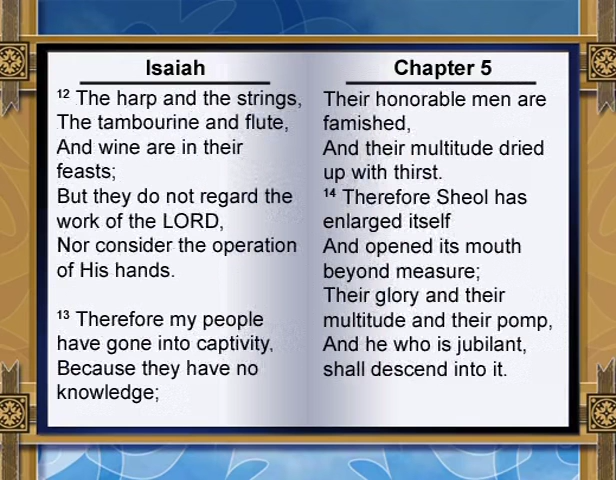 Isaiah
12 The harp and the strings,
The tambourine and flute,
And wine are in their
feasts;
But they do not regard the
work of the LORD,
Nor consider the operation
of His hands.
13 Therefore my people
have gone into captivity,
Because they have no
knowledge;
Chapter 5
Their honorable men are
famished,
And their multitude dried
up with thirst.
14 Therefore Sheol has
enlarged itself
And opened its mouth
beyond measure;
Their glory and their
multitude and their pomp,
And he who is jubilant,
shall descend into it.